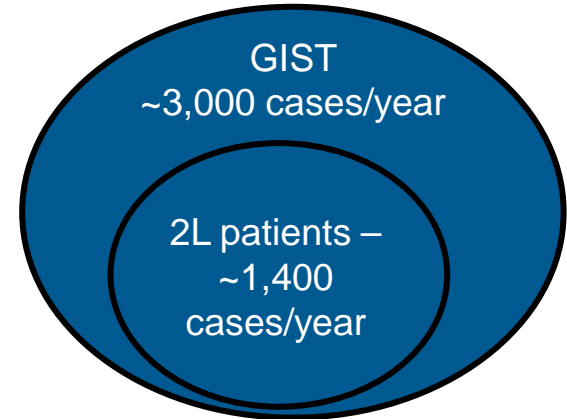 GIST
~3,000 cases/year
2L patients –
~1,400
cases/year